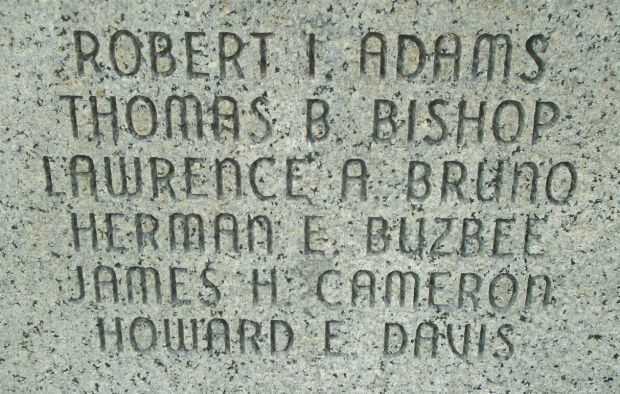 ROBERT I ADAMS
THOMAS B BISHOP
LAWRENCE A BRUNO
HERMAN E BUZBEE
JAMES H CAMERON
HOWARD E DAVIS